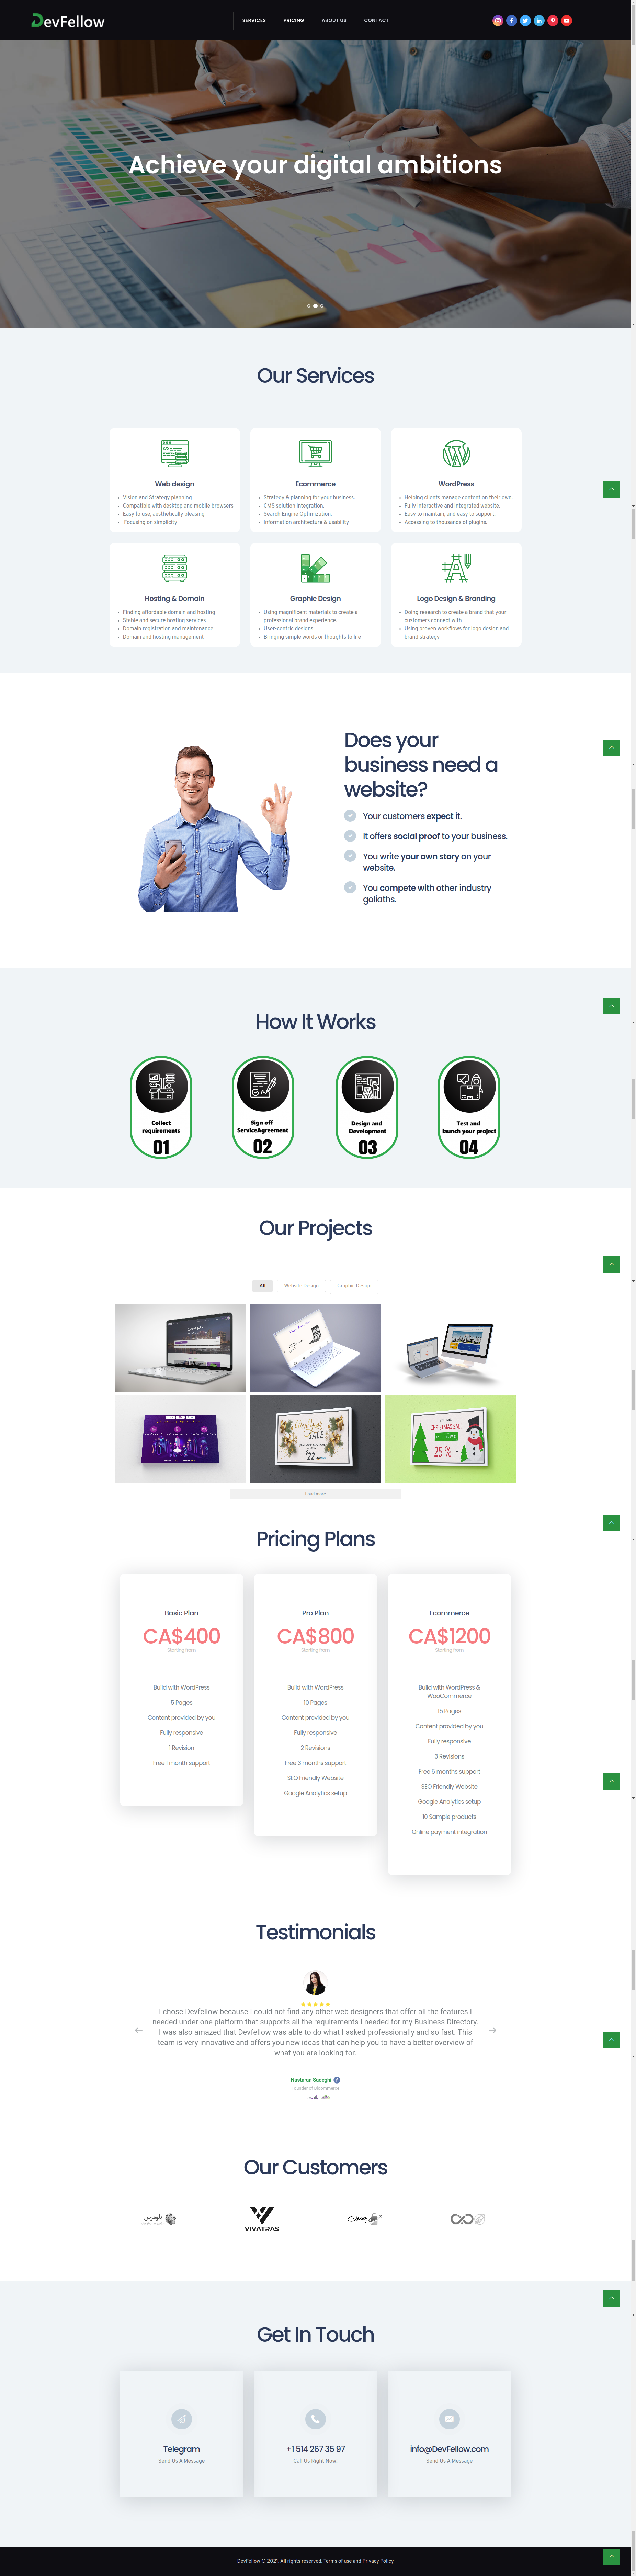 DevFellow
SERVICES PRICING ABOUT US CONTACT
Achieve your digital ambitions
Our Services
Web design
Vision and Strategy planning
Compatible with desktop and mobile browsers
Easy to use, aesthetically pleasing
Focusing on simplicity
Ecommerce
Strategy & planning for your business.
CMS solution integration.
Search Engine Optimization.
Information architecture & usability
WordPress
Helping clients manage content on their own.
Fully interactive and integrated website.
Easy to maintain, and easy to support.
Accessing to thousands of plugins.
Hosting & Domain
Finding affordable domain and hosting
Stable and secure hosting services
Domain registration and maintenance
Domain and hosting management
Graphic Design
Using magnificent materials to create a
professional brand experience.
User-centric designs
Bringing simple words or thoughts to life
Logo Design & Branding
Doing research to create a brand that your
customers connect with
Using proven workflows for logo design and
brand strategy
Does your
business need a
website?
Your customers expect it.
It offers social proof to your business.
You write your own story on your
website.
You compete with other industry
goliaths.
How It Works
Collect
requirements
01
Sign off
ServiceAgreement
02
Design and
Development
03
Test and
launch your project
04
Our Projects
All Website Design Graphic Design
SALE
$22
CHRISTMAS SALE
25 %
Load more
Pricing Plans
Basic Plan
CA$400
Starting from
Build with WordPress
5 Pages
Content provided by you
Fully responsive
1 Revision
Free 1 month support
Pro Plan
CA$800
Starting from
Build with WordPress
10 Pages
Content provided by you
Fully responsive
2 Revisions
Free 3 months support
SEO Friendly Website
Google Analytics setup
Ecommerce
CA$1200
Starting from
Build with WordPress &
WooCommerce
15 Pages
Content provided by you
Fully responsive
3 Revisions
Free 5 months support
SEO Friendly Website
Google Analytics setup
10 Sample products
Online payment integration
Testimonials
I chose Devfellow because I could not find any other web designers that offer all the features I
needed under one platform that supports all the requirements I needed for my Business Directory.
I was also amazed that Devfellow was able to do what I asked professionally and so fast. This
team is very innovative and offers you new ideas that can help you to have a better overview of
what you are looking for.
Nastaran Sadeghi
Our Customers
VIVATRAS
Get In Touch
Telegram
Send Us A Message
+1 514 267 35 97
Call Us Right Now!
info@DevFellow.com
Send Us A Message
DevFellow © 2021. All rights reserved. Terms of use and Privacy Policy